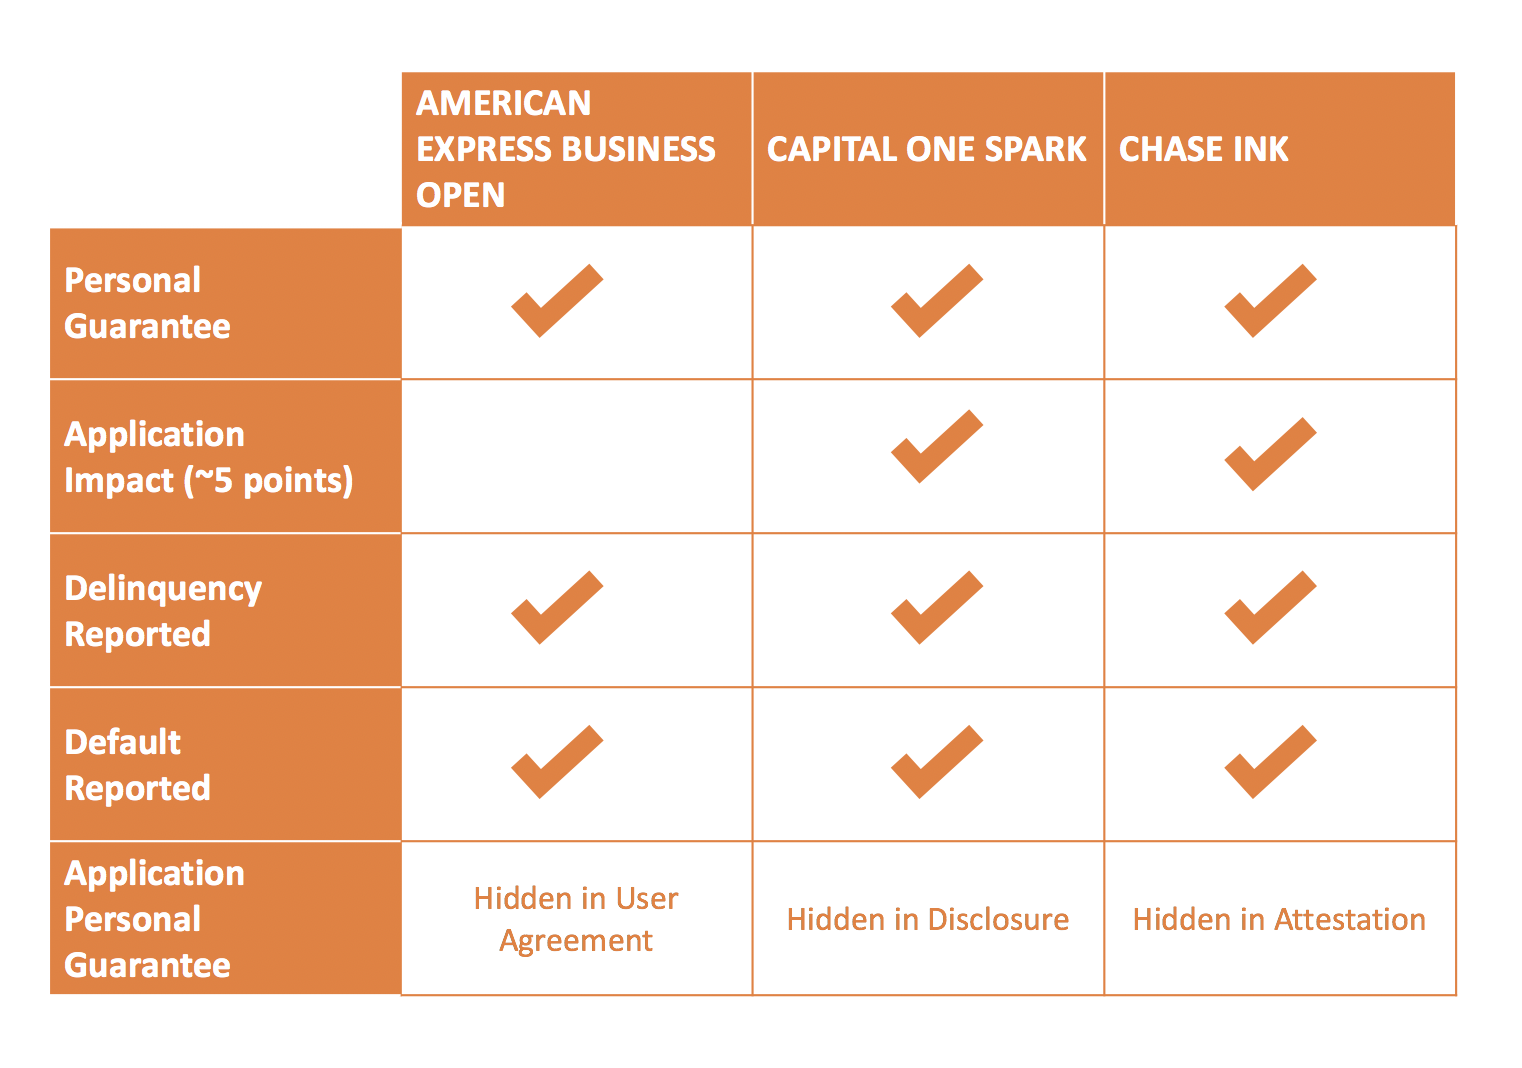 AMERICAN
EXPRESS BUSINESS
OPEN
CAPITAL ONE SPARK
CHASE INK
Personal
Guarantee
Application
Impact (~5 points)
Delinquency
Reported
Default
Reported
Application
Personal
Guarantee
Hidden in User
Agreement
Hidden in Disclosure
Hidden in Attestation